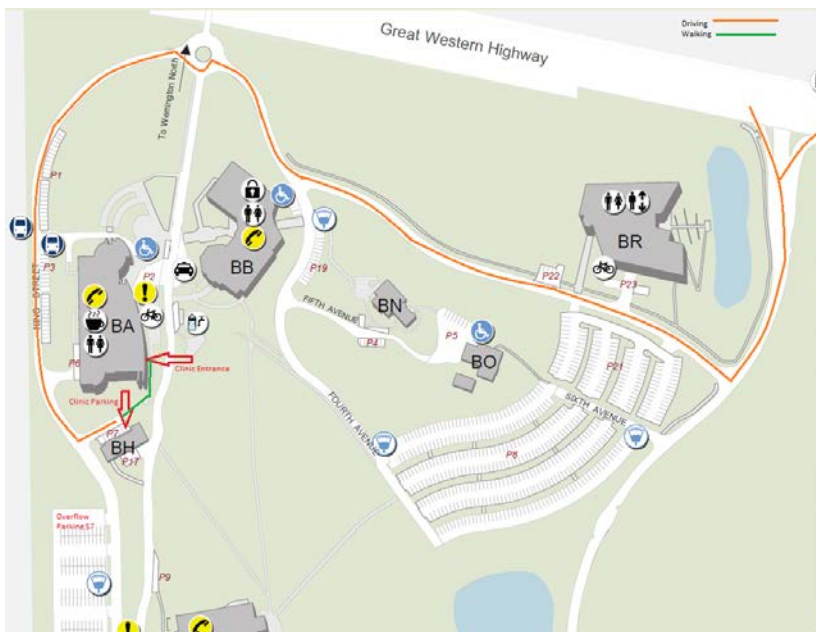 Driving
Walking
Great Western Highway
To Werrington North
P1
P3
KING STREET
P2
BB
BR
BA
P19
BN
P22
P23
FIFTH AVENUE
P4
P5
BO
P6
Clinic Entrance
Clinic Parking
P7
BH
P17
FOURTH AVENUE
P21
SIXTH AVENUE
P8
Overflow
Parking $7
P9